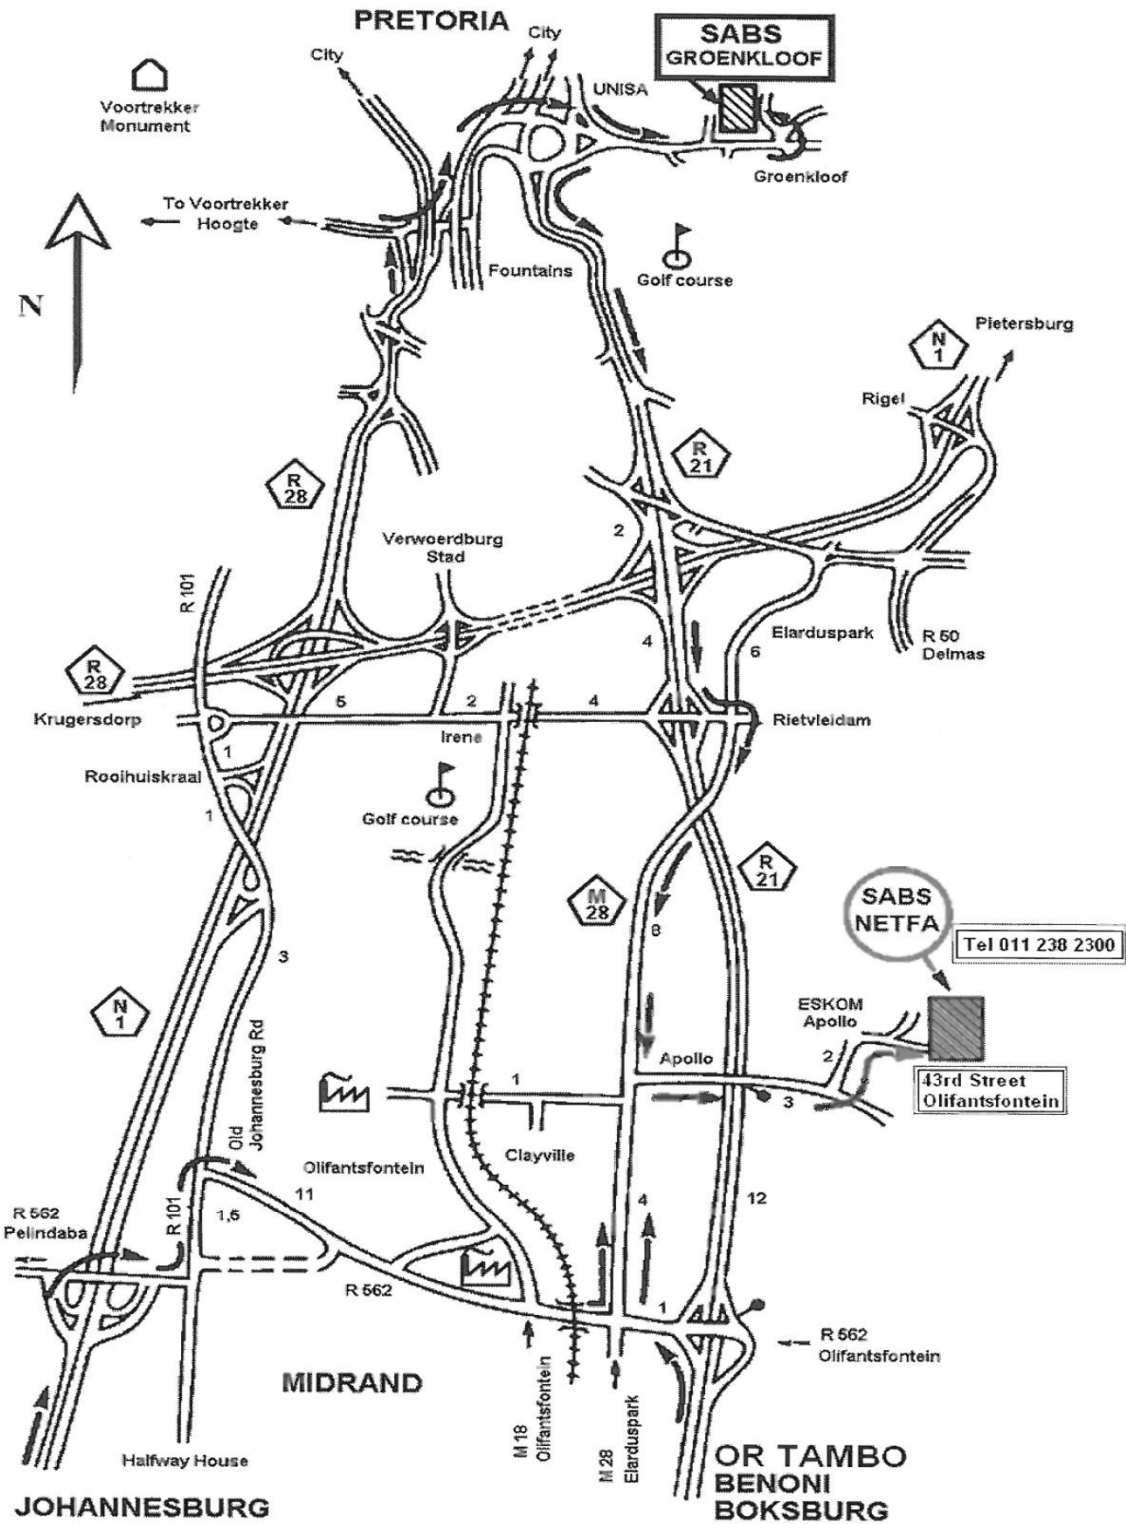 PRETORIA
SABS
GROENKLOOF
City
City
UNISA
Voortrekker
Monument
Groenkloof
To Voortrekker
Hoogte
Fountains
Golf course
N
Pietersburg
N
1
Rigel
R
21
R
28
2
Verwoerdburg
Stad
R 101
4
6
Elarduspark
R 50
Delmas
R
28
Krugersdorp
5
2
4
Irene
Rietvleidam
1
Rooihuiskraal
1
Golf course
R
21
M
28
8
SABS
NETFA
Tel 011 238 2300
3
N
1
ESKOM
Apollo
2
Apollo
1
3
43rd Street
Olifantsfontein
Old
Johannesburg Rd
Clayville
Olifantsfontein
11
4
12
R 562
Pelindaba
R 101
1,5
R 562
1
R 562
Olifantsfontein
MIDRAND
M 18
Olifantsfontein
M 28
Elarduspark
Halfway House
OR TAMBO
BENONI
BOKSBURG
JOHANNESBURG